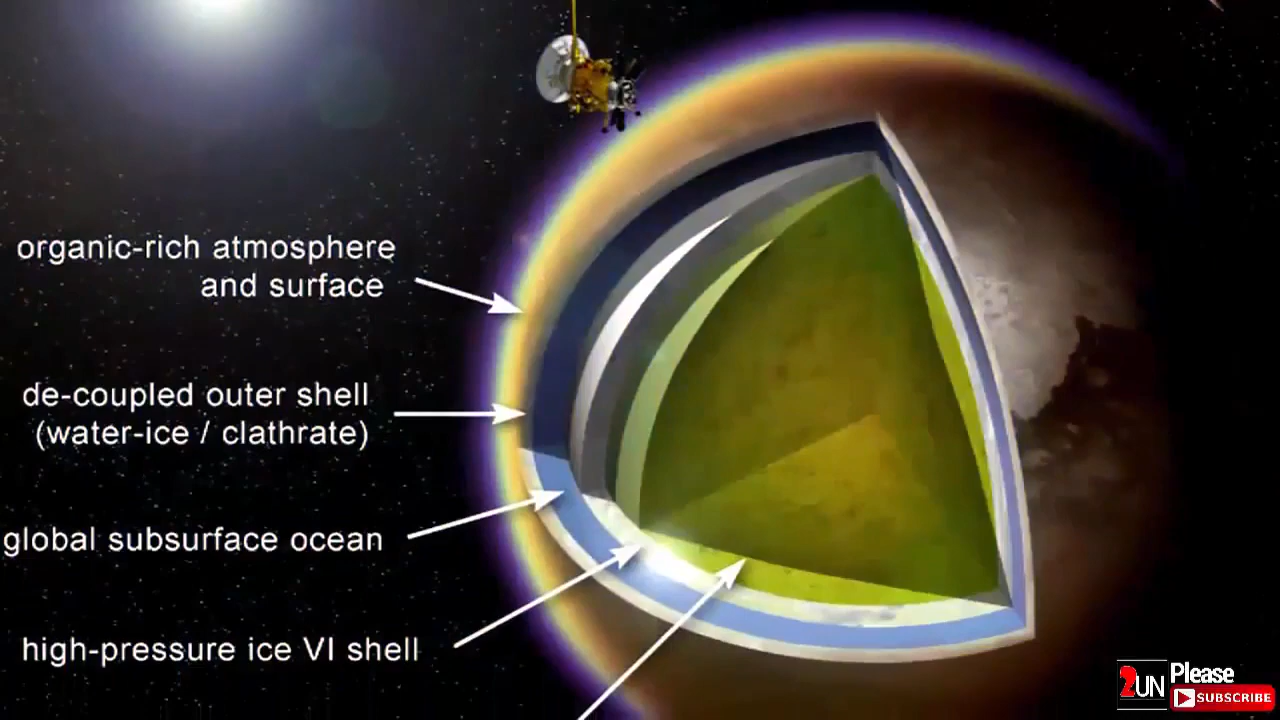 organic-rich atmosphere
and surface
de-coupled outer shell
(water-ice / clathrate)
global subsurface ocean
high-pressure ice VI shell
2UN
Please
SUBSCRIBE